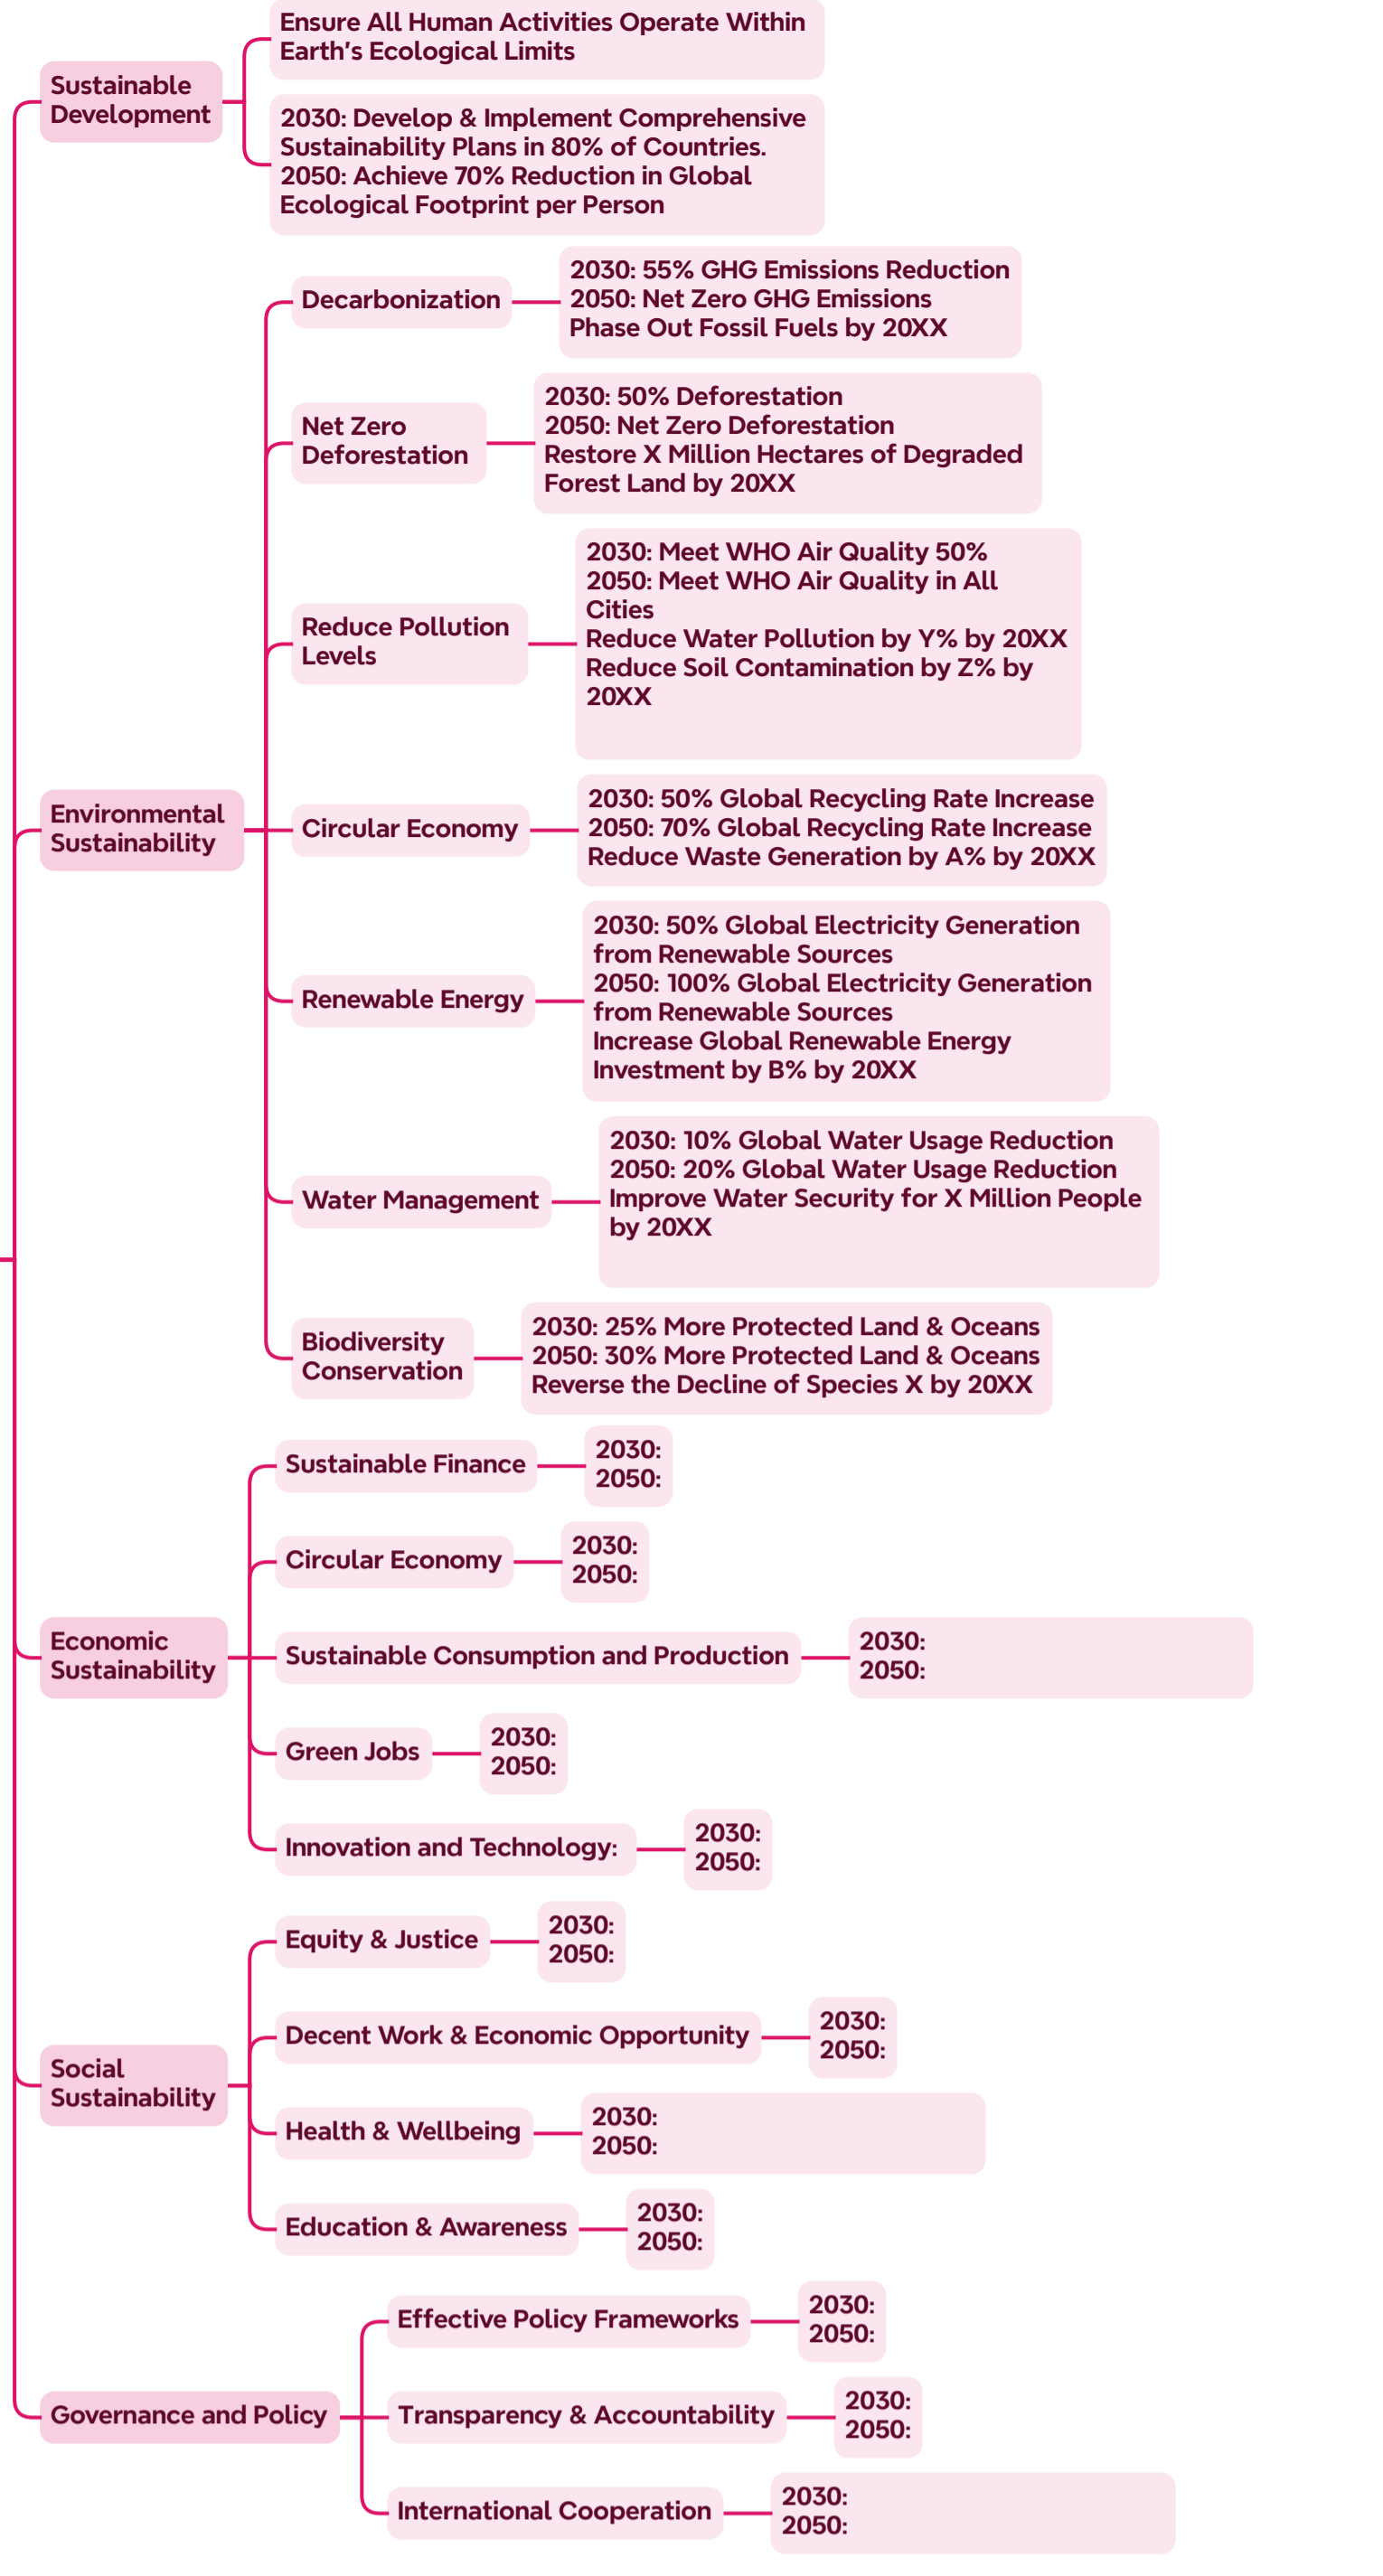 Sustainable
Development
Ensure All Human Activities Operate Within
Earth's Ecological Limits
2030: Develop & Implement Comprehensive
Sustainability Plans in 80% of Countries.
2050: Achieve 70% Reduction in Global
Ecological Footprint per Person
Environmental
Sustainability
Decarbonization
2030: 55% GHG Emissions Reduction
2050: Net Zero GHG Emissions
Phase Out Fossil Fuels by 20XX
Net Zero
Deforestation
2030: 50% Deforestation
2050: Net Zero Deforestation
Restore X Million Hectares of Degraded
Forest Land by 20XX
Reduce Pollution
Levels
2030: Meet WHO Air Quality 50%
2050: Meet WHO Air Quality in All
Cities
Reduce Water Pollution by Y% by 20XX
Reduce Soil Contamination by Z% by
20XX
Circular Economy
2030: 50% Global Recycling Rate Increase
2050: 70% Global Recycling Rate Increase
Reduce Waste Generation by A% by 20XX
Renewable Energy
2030: 50% Global Electricity Generation
from Renewable Sources
2050: 100% Global Electricity Generation
from Renewable Sources
Increase Global Renewable Energy
Investment by B% by 20XX
Water Management
2030: 10% Global Water Usage Reduction
2050: 20% Global Water Usage Reduction
Improve Water Security for X Million People
by 20XX
Biodiversity
Conservation
2030: 25% More Protected Land & Oceans
2050: 30% More Protected Land & Oceans
Reverse the Decline of Species X by 20XX
Economic
Sustainability
Sustainable Finance
2030:
2050:
Circular Economy
2030:
2050:
Sustainable Consumption and Production
2030:
2050:
Green Jobs
2030:
2050:
Innovation and Technology:
2030:
2050:
Social
Sustainability
Equity & Justice
2030:
2050:
Decent Work & Economic Opportunity
2030:
2050:
Health & Wellbeing
2030:
2050:
Education & Awareness
2030:
2050:
Governance and Policy
Effective Policy Frameworks
2030:
2050:
Transparency & Accountability
2030:
2050:
International Cooperation
2030:
2050: